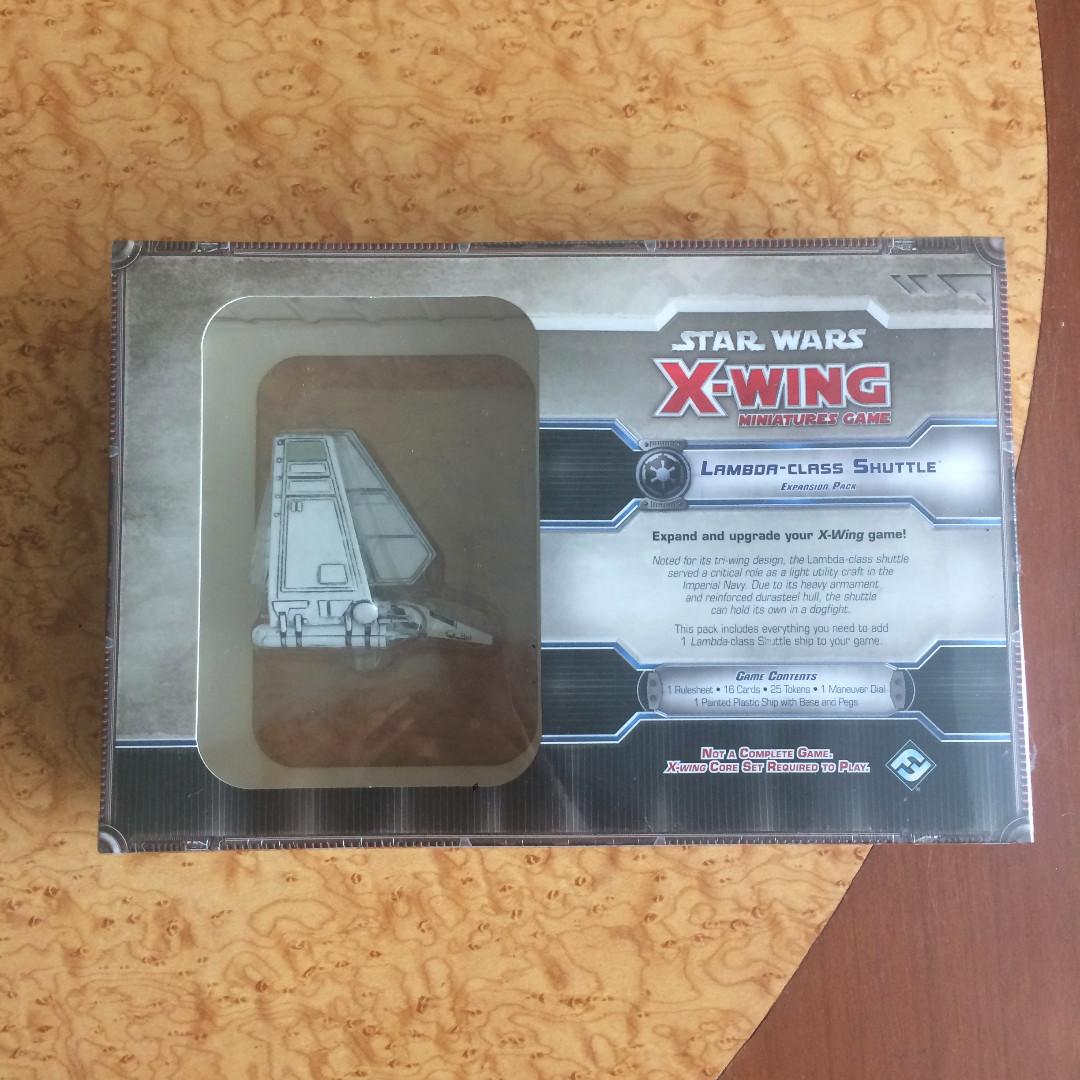 STAR WARS
X-WING
MINIATURES GAME
LAMBDA-CLASS SHUTTLE™
EXPANSION PACK
Expand and upgrade your X-Wing game!
Noted for its tri-wing design, the Lambda-class shuttle
served a critical role as a light utility craft in the
Imperial Navy. Due to its heavy armament
and reinforced durasteel hull, the shuttle
can hold its own in a dogfight.
This pack includes everything you need to add
1 Lambda-class Shuttle ship to your game.
GAME CONTENTS
1 Rulesheet • 16 Cards • 25 Tokens • 1 Maneuver Dial
1 Painted Plastic Ship with Base and Pegs
NOT A COMPLETE GAME.
X-WING CORE SET REQUIRED TO PLAY.